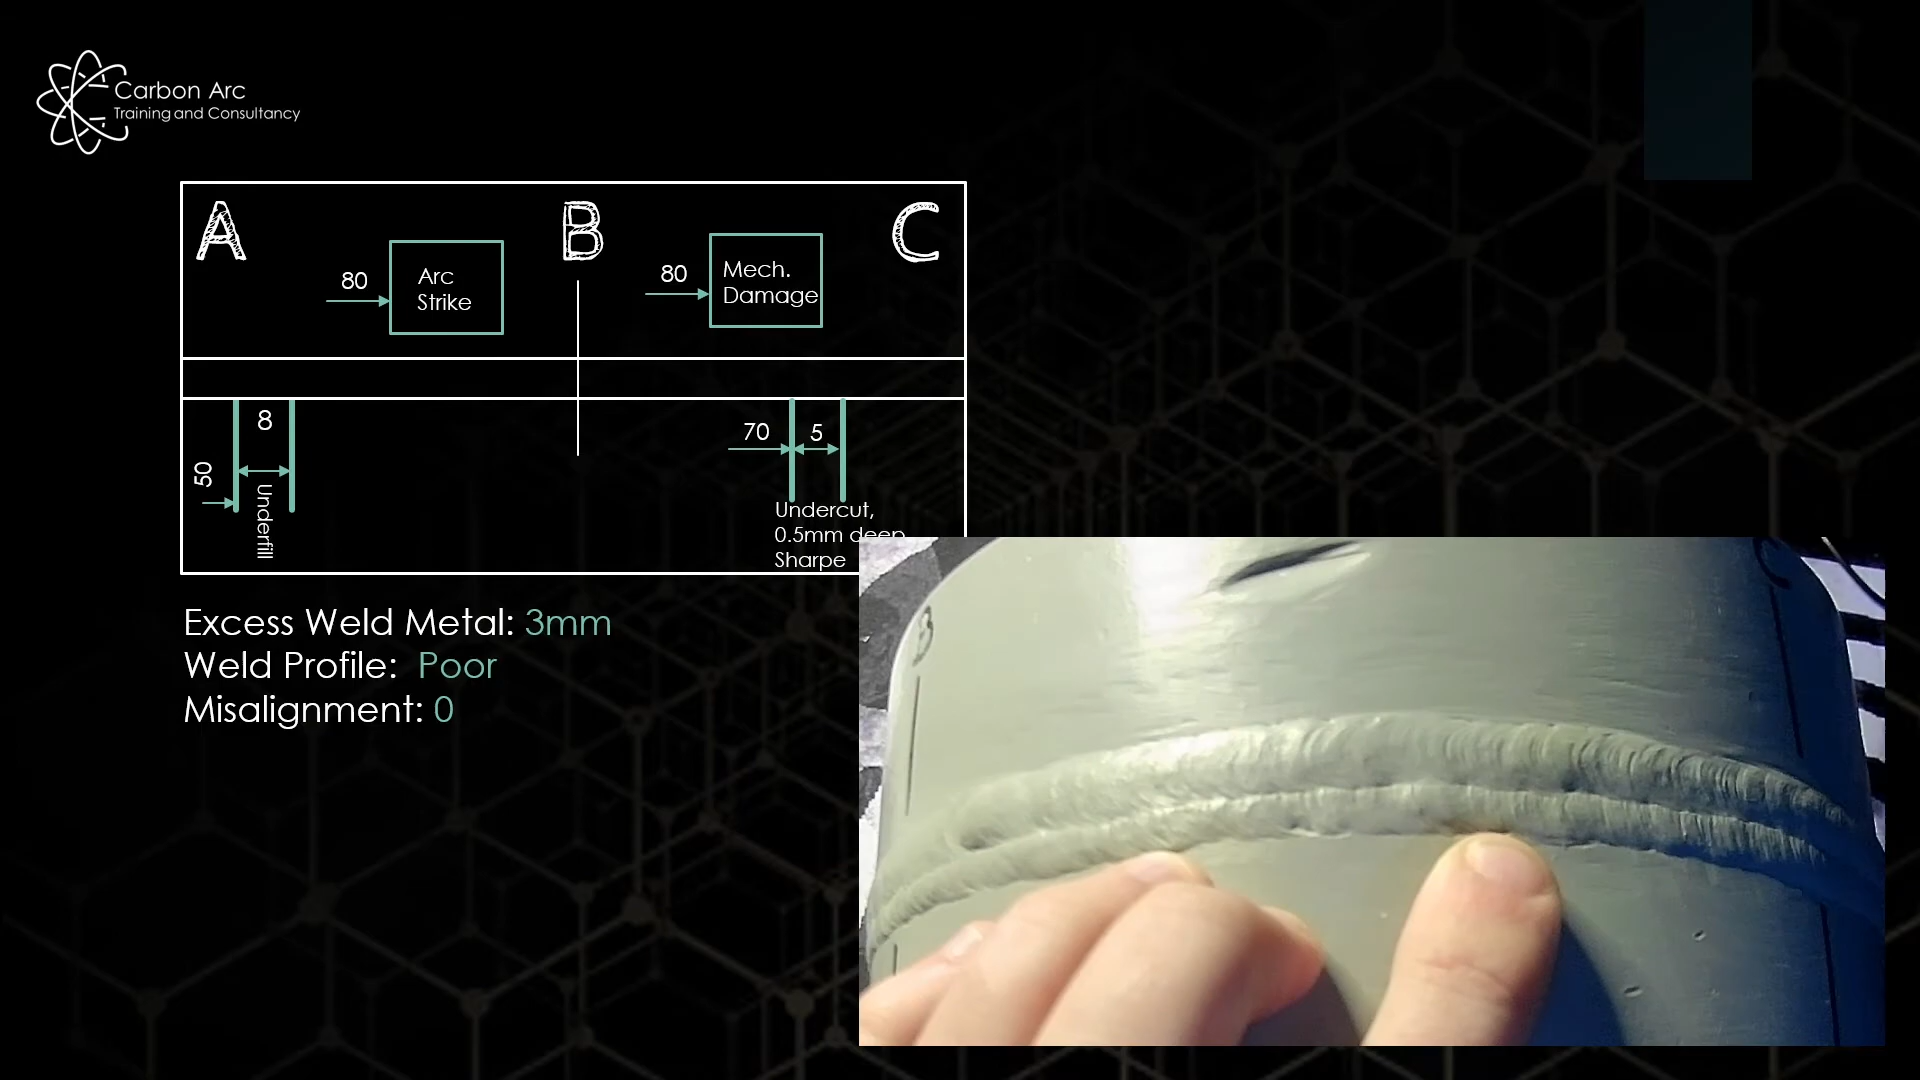 Carbon Arc
Training and Consultancy
A
B
C
80
Arc
Strike
80
Mech.
Damage
8
50
Underfill
70
5
Undercut,
0.5mm deep
Sharpe
Excess Weld Metal: 3mm
Weld Profile: Poor
Misalignment: 0
B
C